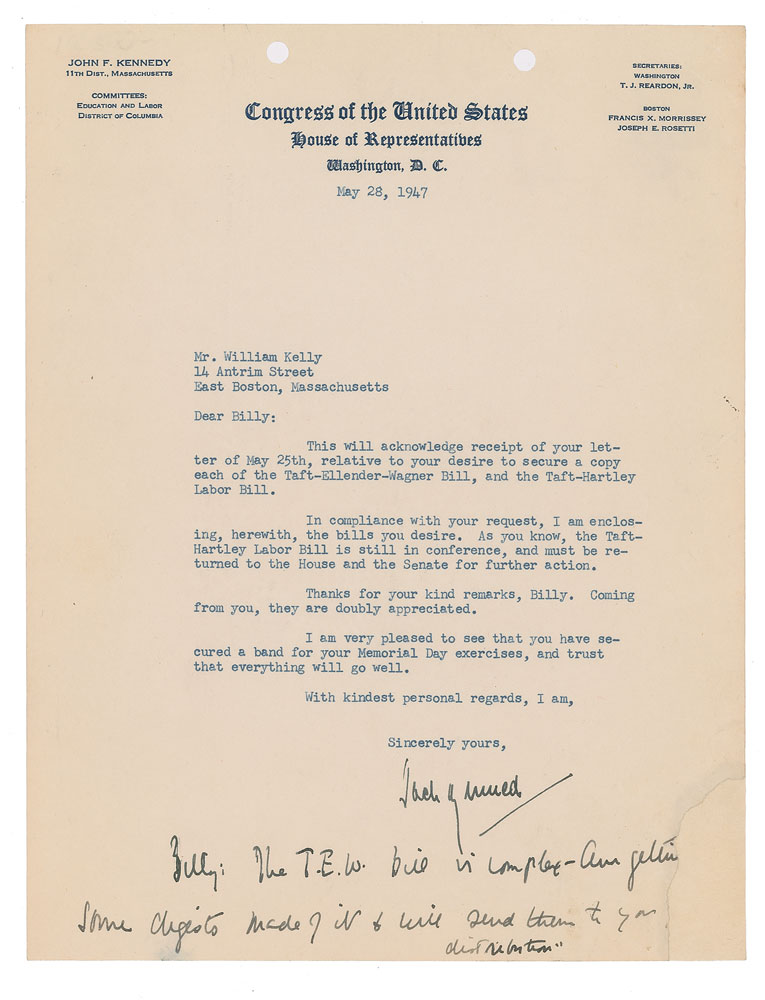 JOHN F. KENNEDY
11TH DIST., MASSACHUSETTS
COMMITTEES:
EDUCATION AND LABOR
DISTRICT OF COLUMBIA
SECRETARIES:
WASHINGTON
T. J. REARDON, JR.
BOSTON
FRANCIS X. MORRISSEY
JOSEPH E. ROSETTI
Congress of the United States
House of Representatives
Washington, D. C.
May 28, 1947
Mr. William Kelly
14 Antrim Street
East Boston, Massachusetts
Dear Billy:
This will acknowledge receipt of your let-
ter of May 25th, relative to your desire to secure a copy
each of the Taft-Ellender-Wagner Bill, and the Taft-Hartley
Labor Bill.
In compliance with your request, I am enclos-
ing, herewith, the bills you desire. As you know, the Taft-
Hartley Labor Bill is still in conference, and must be re-
turned to the House and the Senate for further action.
Thanks for your kind remarks, Billy. Coming
from you, they are doubly appreciated.
I am very pleased to see that you have se-
cured a band for your Memorial Day exercises, and trust
that everything will go well.
With kindest personal regards, I am,
Sincerely yours,
Jack
Billy: The T.E.W. bill is complex - Am gettin
Some digests made of it & will send them to you
distribution"